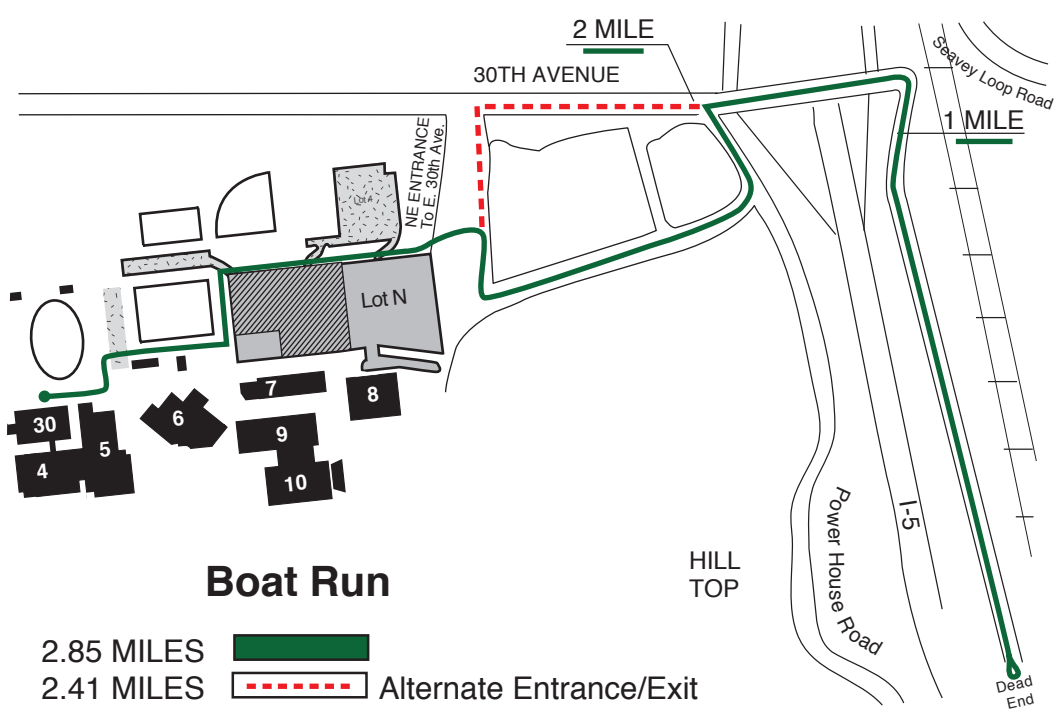 2 MILE
30TH AVENUE
Seavey Loop Road
1 MILE
NE ENTRANCE
To E. 30th Ave.
Lot A
Lot N
7
8
6
30
9
5
4
10
I-5
Power House Road
HILL
TOP
Boat Run
2.85 MILES
2.41 MILES Alternate Entrance/Exit
Dead
End